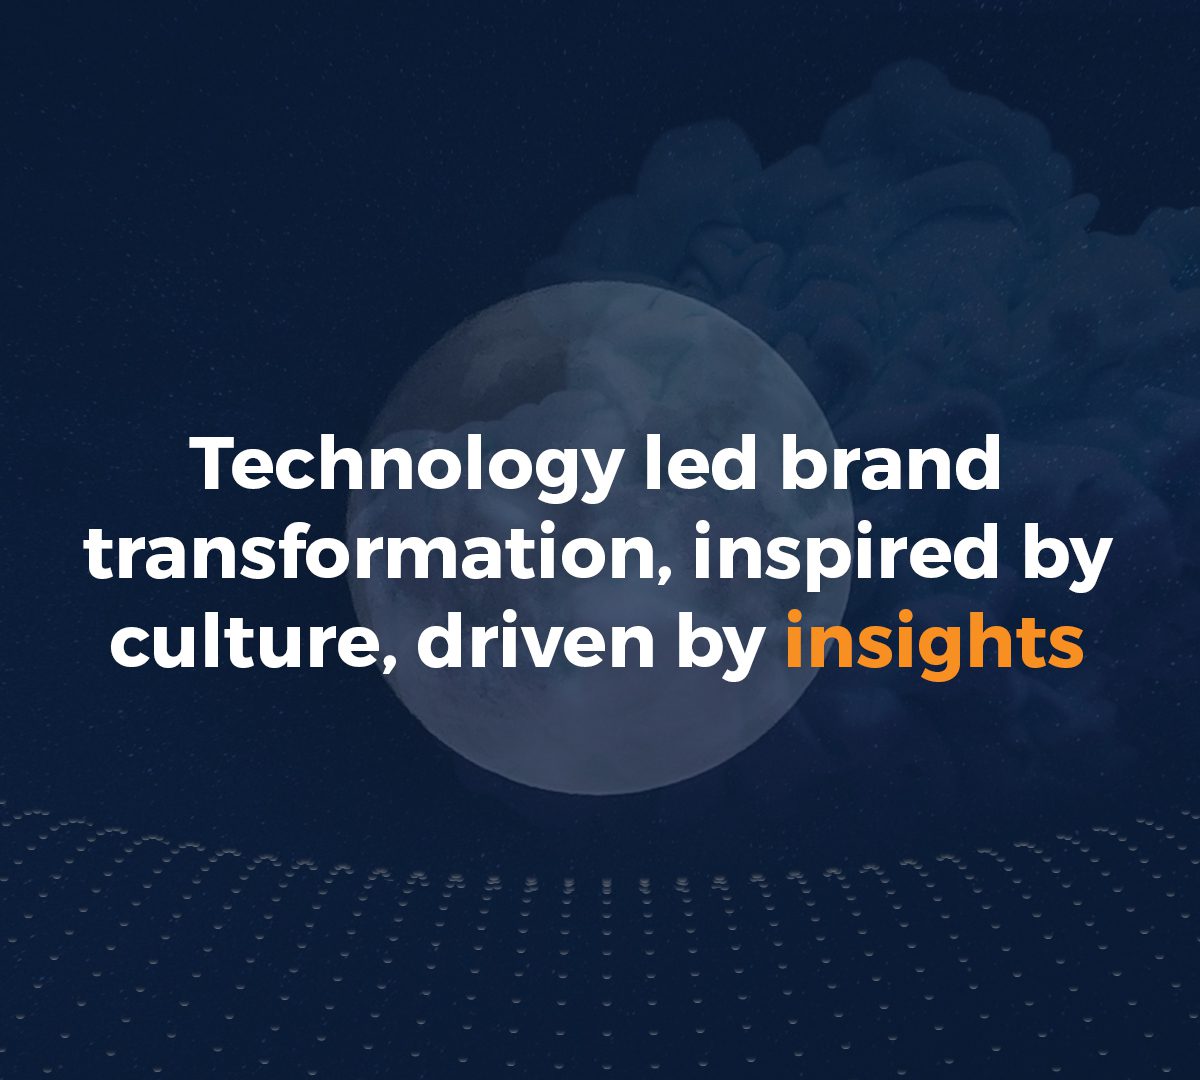 Technology led brand
transformation, inspired by
culture, driven by insights